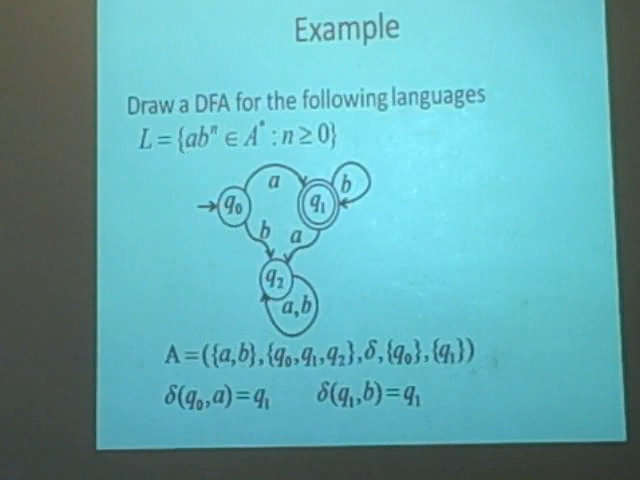 Example
Draw a DFA for the following languages
L = {abⁿ ∈ A* : n ≥ 0}
a
b
q₀
q₁
b
a
q₂
a,b
A = ({a,b},{q₀,q₁,q₂},δ,{q₀},{q₁})
δ(q₀,a) = q₁ δ(q₁,b) = q₁